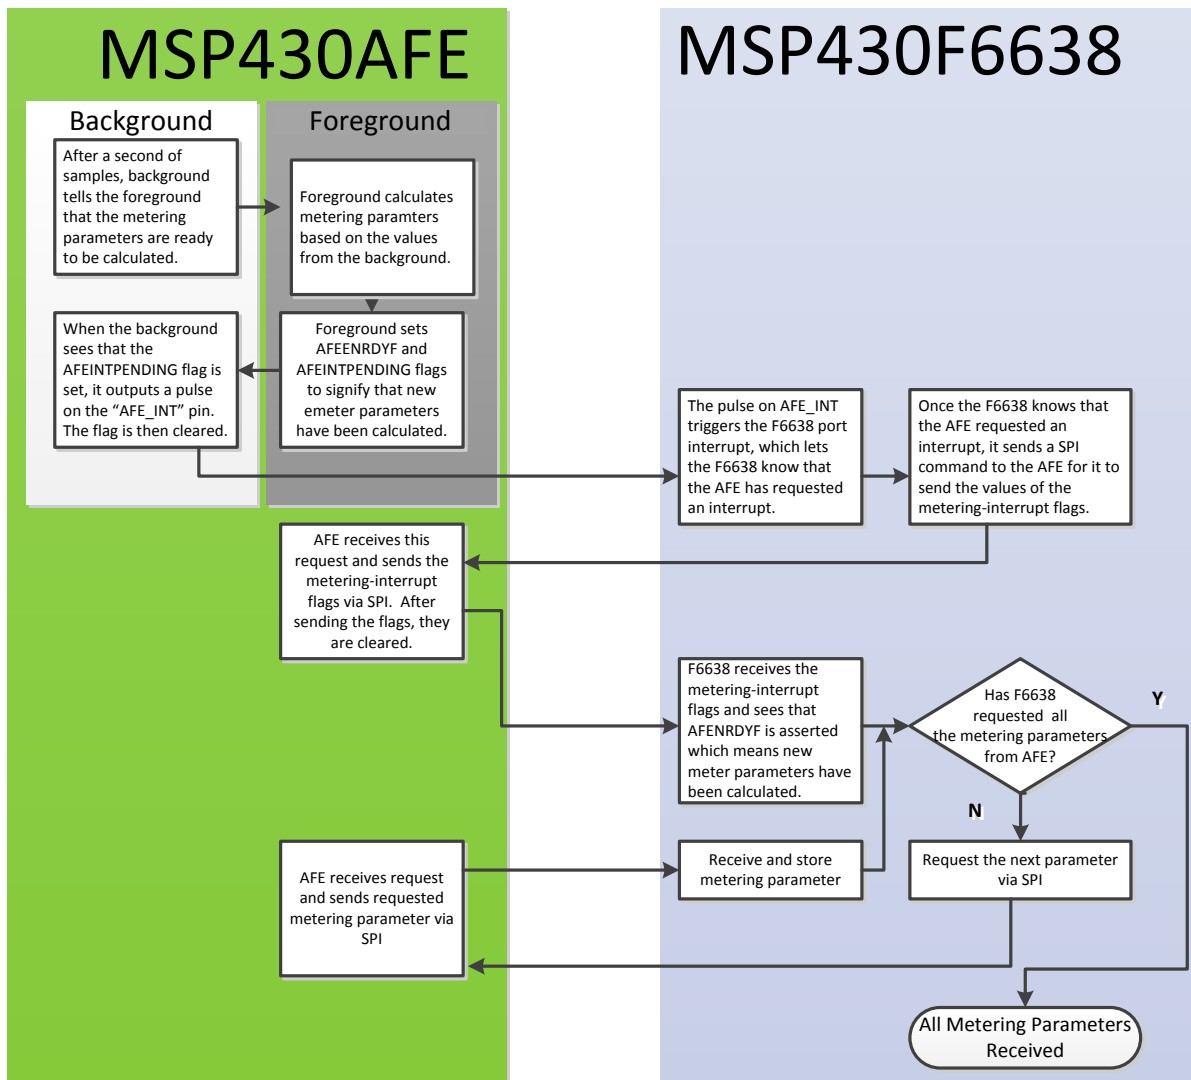 MSP430AFE
MSP430F6638
Background
Foreground
After a second of
samples, background
tells the foreground
that the metering
parameters are ready
to be calculated.
Foreground calculates
metering paramters
based on the values
from the background.
When the background
sees that the
AFEINTPENDING flag is
set, it outputs a pulse
on the “AFE_INT” pin.
The flag is then cleared.
Foreground sets
AFEENRDYF and
AFEINTPENDING flags
to signify that new
emeter parameters
have been calculated.
The pulse on AFE_INT
triggers the F6638 port
interrupt, which lets
the F6638 know that
the AFE has requested
an interrupt.
Once the F6638 knows that
the AFE requested an
interrupt, it sends a SPI
command to the AFE for it to
send the values of the
metering-interrupt flags.
AFE receives this
request and sends the
metering-interrupt
flags via SPI.  After
sending the flags, they
are cleared.
F6638 receives the
metering-interrupt
flags and sees that
AFENRDYF is asserted
which means new
meter parameters have
been calculated.
Has F6638
requested  all
the metering parameters
from AFE?
Y
N
AFE receives request
and sends requested
metering parameter via
SPI
Receive and store
metering parameter
Request the next parameter
via SPI
All Metering Parameters
Received